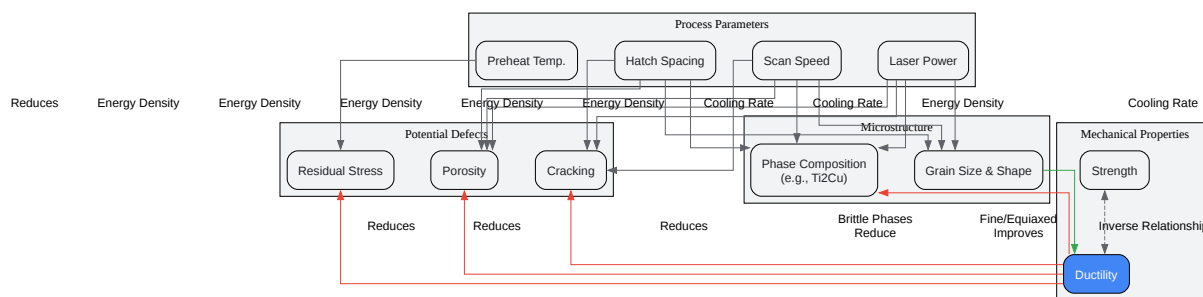 Process Parameters
Preheat Temp.
Hatch Spacing
Scan Speed
Laser Power
Reduces
Energy Density
Energy Density
Energy Density
Energy Density
Energy Density
Cooling Rate
Cooling Rate
Energy Density
Cooling Rate
Potential Defects
Microstructure
Mechanical Properties
Residual Stress
Porosity
Cracking
Phase Composition
(e.g., Ti2Cu)
Grain Size & Shape
Strength
Reduces
Reduces
Reduces
Brittle Phases
Reduce
Fine/Equiaxed
Improves
Inverse Relationship
Ductility